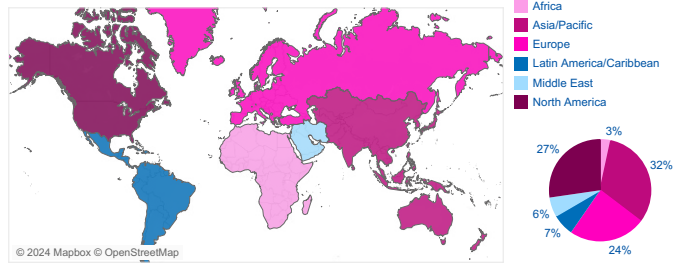 Africa
Asia/Pacific
Europe
Latin America/Caribbean
Middle East
North America
3%
27%
32%
6%
7%
24%
© 2024 Mapbox © OpenStreetMap